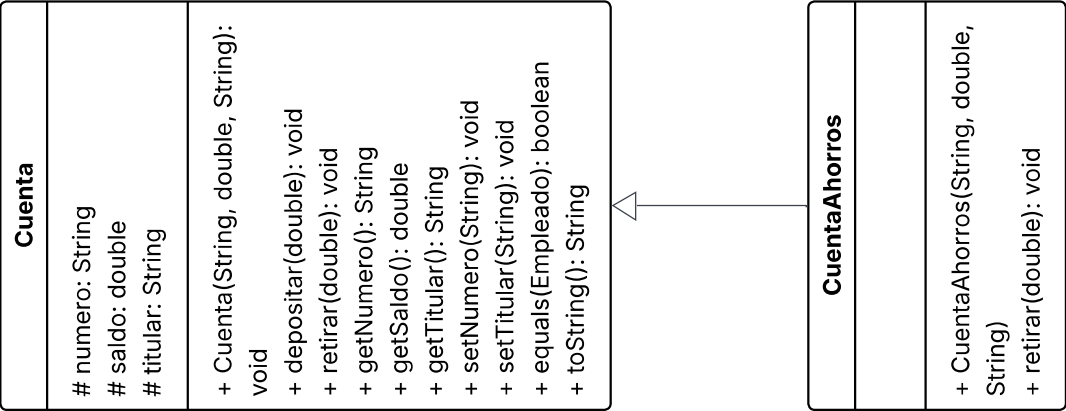 Cuenta
# numero: String
# saldo: double
# titular: String
+ Cuenta(String, double, String):
void
+ depositar(double): void
+ retirar(double): void
+ getNumero(): String
+ getSaldo(): double
+ getTitular(): String
+ setNumero(String): void
+ setTitular(String): void
+ equals(Empleado): boolean
+ toString(): String
CuentaAhorros
+ CuentaAhorros(String, double,
String)
+ retirar(double): void